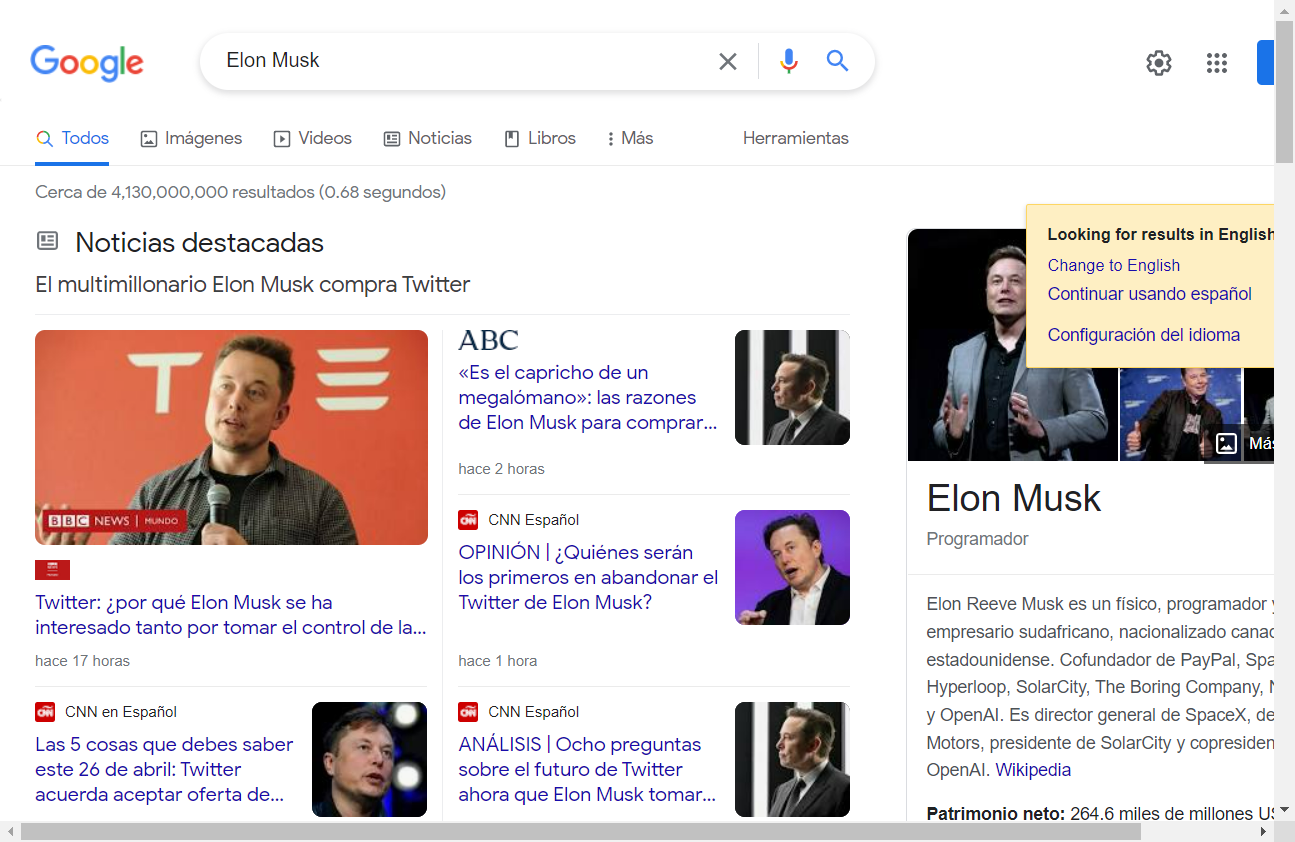 Google
Elon Musk
Todos
Imágenes
Videos
Noticias
Libros
Más
Herramientas
Cerca de 4,130,000,000 resultados (0.68 segundos)
Noticias destacadas
El multimillonario Elon Musk compra Twitter
BBC NEWS | MUNDO
Twitter: ¿por qué Elon Musk se ha
interesado tanto por tomar el control de la...
hace 17 horas
ABC
«Es el capricho de un
megalómano»: las razones
de Elon Musk para comprar...
hace 2 horas
CNN Español
OPINIÓN | ¿Quiénes serán
los primeros en abandonar el
Twitter de Elon Musk?
hace 1 hora
CNN en Español
Las 5 cosas que debes saber
este 26 de abril: Twitter
acuerda aceptar oferta de...
CNN Español
ANÁLISIS | Ocho preguntas
sobre el futuro de Twitter
ahora que Elon Musk tomar...
Looking for results in English
Change to English
Continuar usando español
Configuración del idioma
Más
Elon Musk
Programador
Elon Reeve Musk es un físico, programador y
empresario sudafricano, nacionalizado canad
estadounidense. Cofundador de PayPal, Spa
Hyperloop, SolarCity, The Boring Company, N
y OpenAI. Es director general de SpaceX, de
Motors, presidente de SolarCity y copresiden
OpenAI. Wikipedia
Patrimonio neto: 264.6 miles de millones US